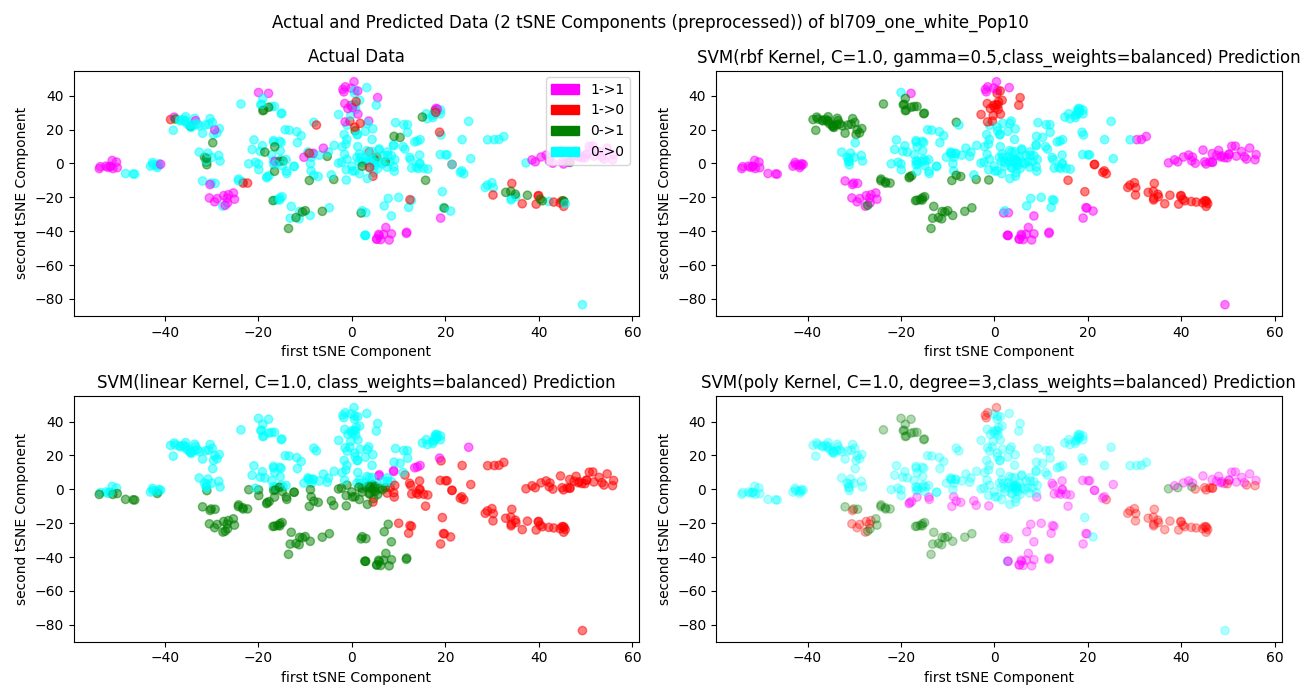 Actual and Predicted Data (2 tSNE Components (preprocessed)) of bl709_one_white_Pop10
Actual Data
second tSNE Component
40
20
0
−20
−40
−60
−80
1->1
1->0
0->1
0->0
−40 −20 0 20 40 60
first tSNE Component
SVM(rbf Kernel, C=1.0, gamma=0.5,class_weights=balanced) Prediction
second tSNE Component
40
20
0
−20
−40
−60
−80
−40 −20 0 20 40 60
first tSNE Component
SVM(linear Kernel, C=1.0, class_weights=balanced) Prediction
second tSNE Component
40
20
0
−20
−40
−60
−80
−40 −20 0 20 40 60
first tSNE Component
SVM(poly Kernel, C=1.0, degree=3,class_weights=balanced) Prediction
second tSNE Component
40
20
0
−20
−40
−60
−80
−40 −20 0 20 40 60
first tSNE Component